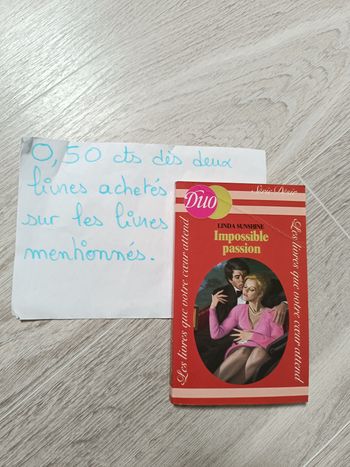 0,50 cts dès deux
livres achetés
sur les livres
mentionnés.
Série Désir
Duo
LINDA SUNSHINE
Impossible
passion
Les livres que votre cœur attend
Les livres que votre cœur attend